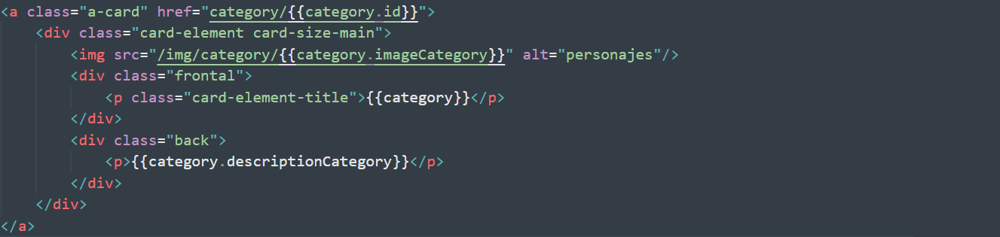 <a class="a-card" href="category/{{category.id}}">
    <div class="card-element card-size-main">
        <img src="/img/category/{{category.imageCategory}}" alt="personajes"/>
        <div class="frontal">
            <p class="card-element-title">{{category}}</p>
        </div>
        <div class="back">
            <p>{{category.descriptionCategory}}</p>
        </div>
    </div>
</a>